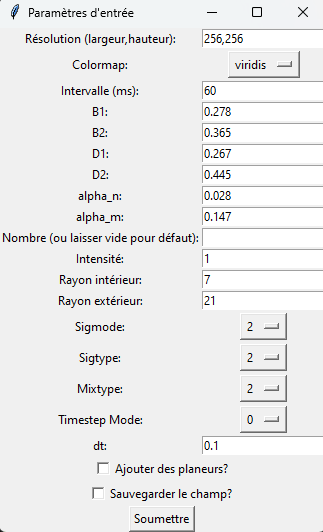 Paramètres d'entrée
Résolution (largeur,hauteur): 256,256
Colormap: viridis
Intervalle (ms): 60
B1: 0.278
B2: 0.365
D1: 0.267
D2: 0.445
alpha_n: 0.028
alpha_m: 0.147
Nombre (ou laisser vide pour défaut):
Intensité: 1
Rayon intérieur: 7
Rayon extérieur: 21
Sigmode: 2
Sigtype: 2
Mixtype: 2
Timestep Mode: 0
dt: 0.1
Ajouter des planeurs?
Sauvegarder le champ?
Soumettre